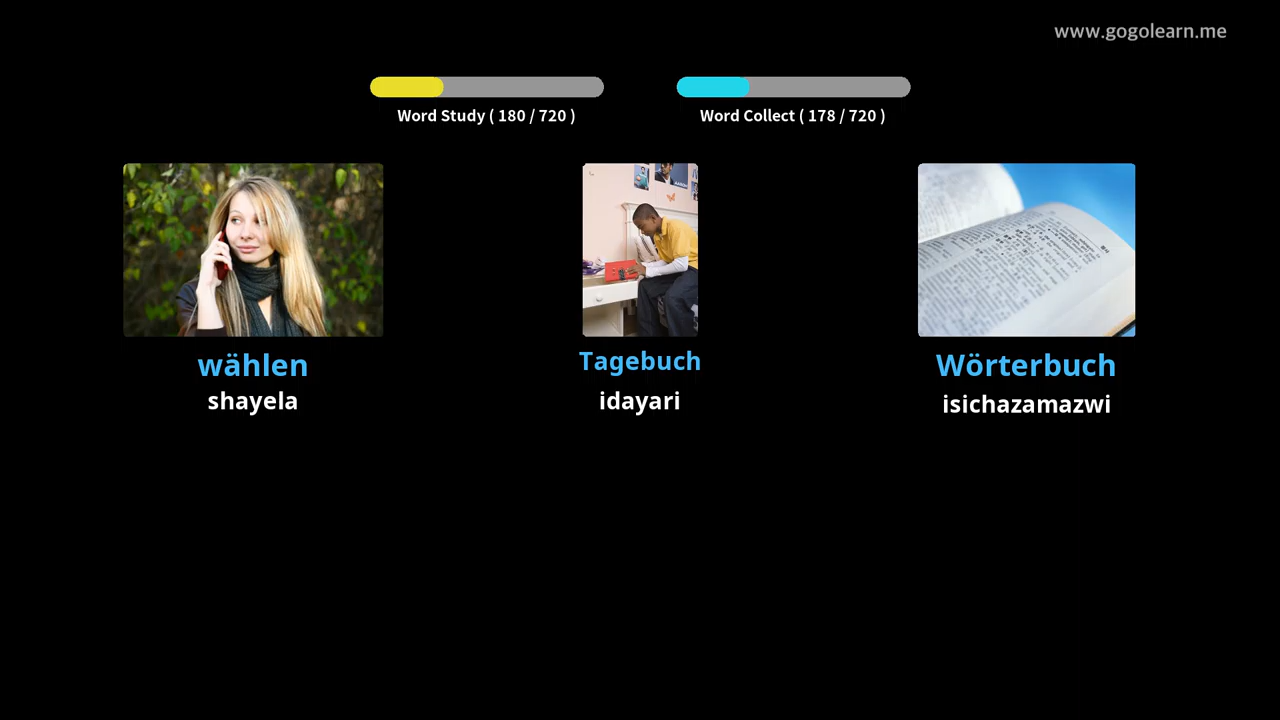 www.gogolearn.me
Word Study ( 180 / 720 )
Word Collect ( 178 / 720 )
wählen
shayela
Tagebuch
idayari
Wörterbuch
isichazamazwi